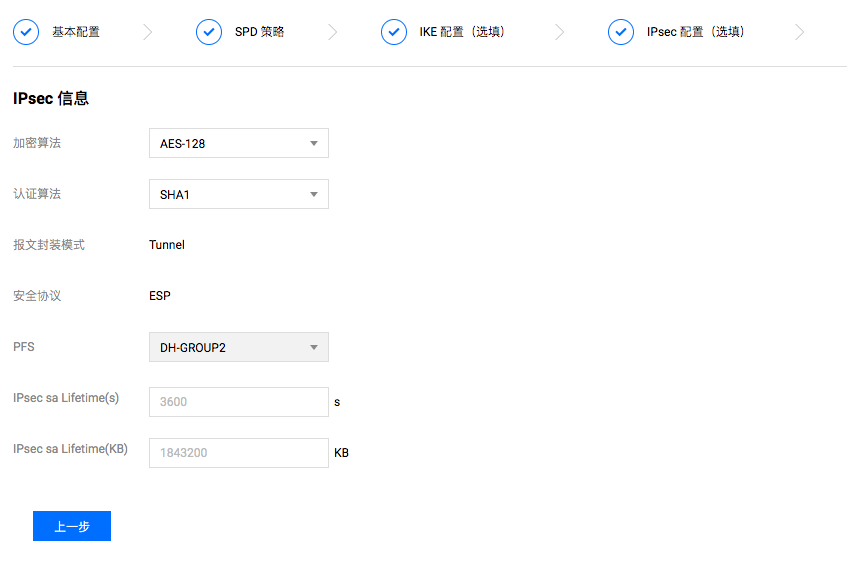 基本配置 SPD 策略 IKE 配置（选填） IPsec 配置（选填）
IPsec 信息
加密算法 AES-128
认证算法 SHA1
报文封装模式 Tunnel
安全协议 ESP
PFS DH-GROUP2
IPsec sa Lifetime(s) 3600 s
IPsec sa Lifetime(KB) 1843200 KB
上一步